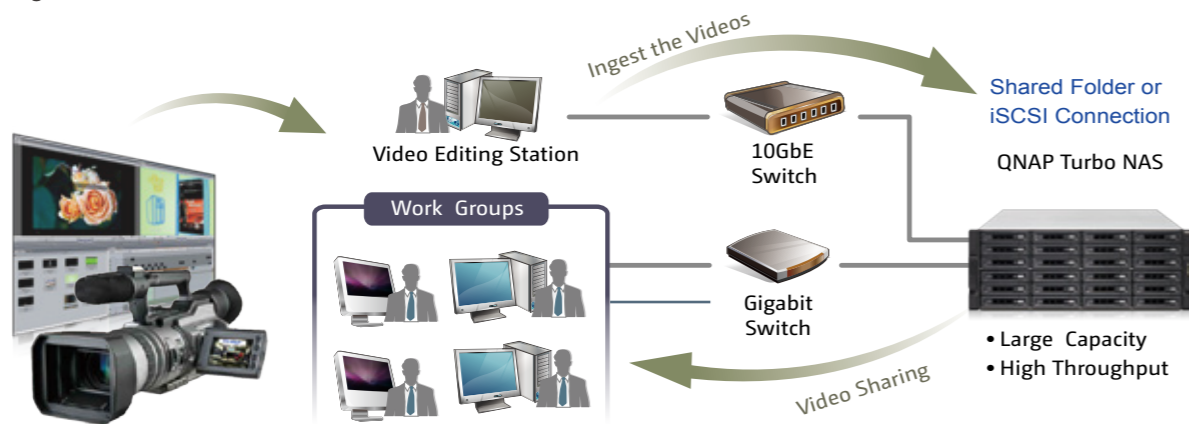 Ingest the Videos
Shared Folder or
iSCSI Connection
Video Editing Station
10GbE
Switch
QNAP Turbo NAS
Work Groups
Gigabit
Switch
• Large Capacity
• High Throughput
Video Sharing